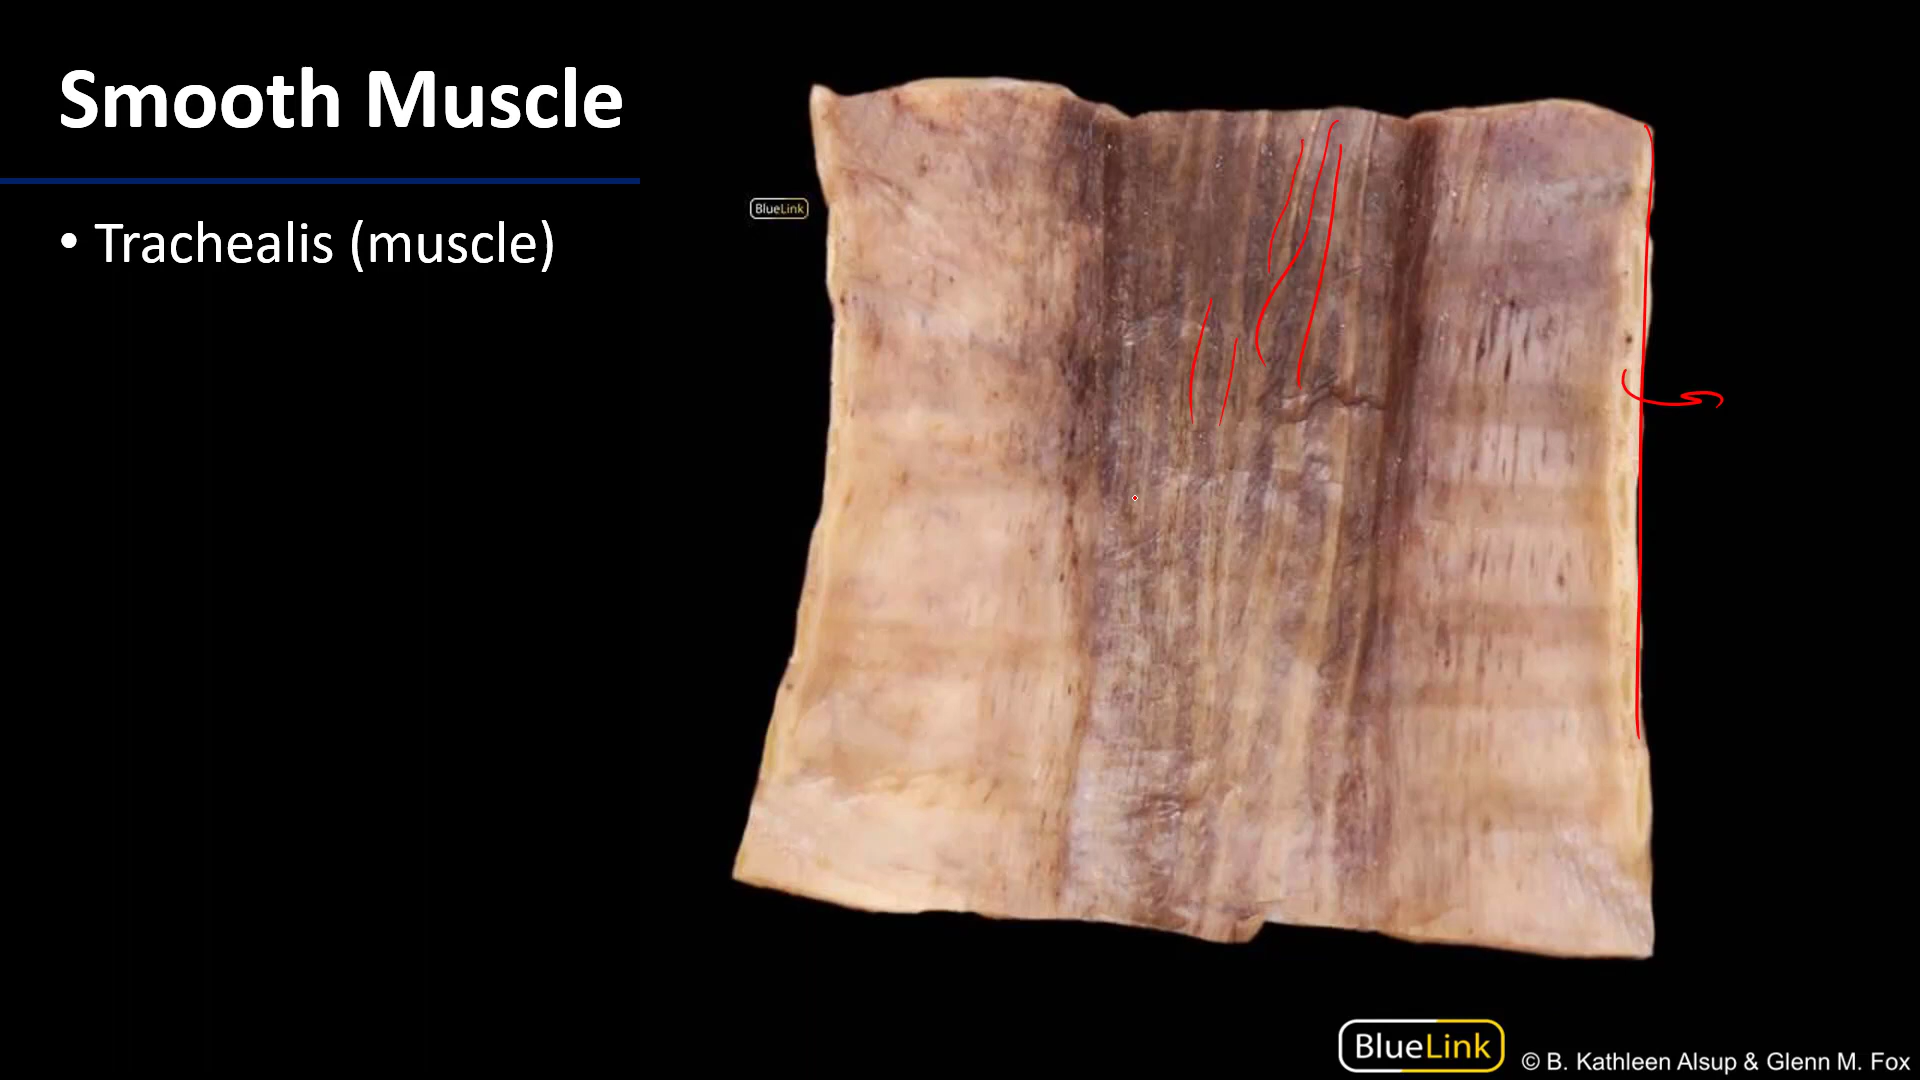 Smooth Muscle
• Trachealis (muscle)
BlueLink
BlueLink
© B. Kathleen Alsup & Glenn M. Fox